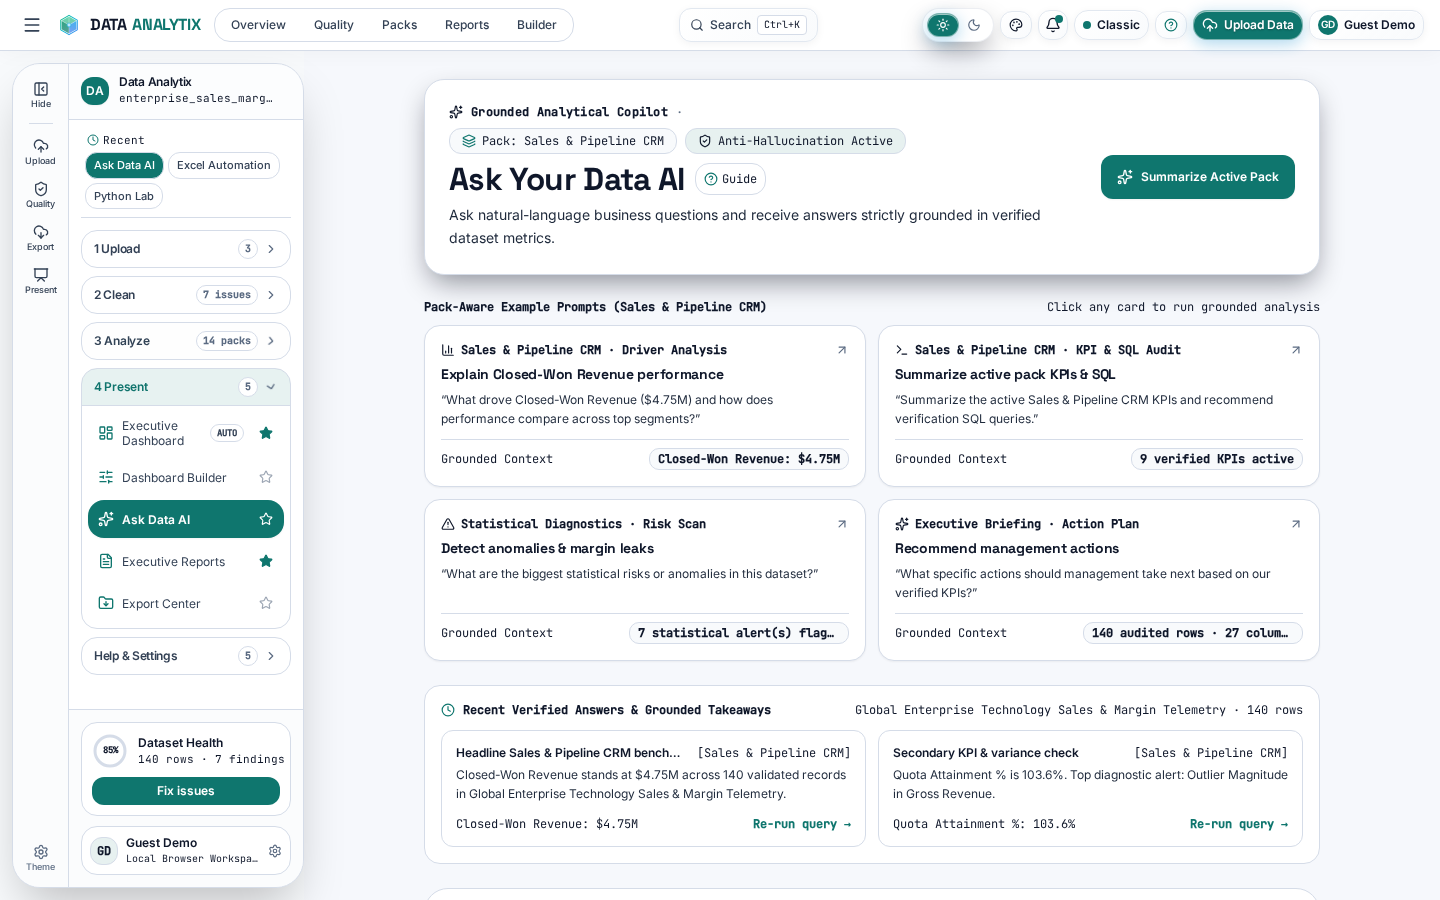 DATA ANALYTIX
Overview
Quality
Packs
Reports
Builder
Search
Ctrl+K
Classic
Upload Data
GD
Guest Demo
Hide
Upload
Quality
Export
Present
Theme
DA
Data Analytix
enterprise_sales_marg…
Recent
Ask Data AI
Excel Automation
Python Lab
1 Upload
3
2 Clean
7 issues
3 Analyze
14 packs
4 Present
5
Executive
Dashboard
AUTO
Dashboard Builder
Ask Data AI
Executive Reports
Export Center
Help & Settings
5
85%
Dataset Health
140 rows · 7 findings
Fix issues
GD
Guest Demo
Local Browser Workspa…
Grounded Analytical Copilot ·
Pack: Sales & Pipeline CRM
Anti-Hallucination Active
Ask Your Data AI
Guide
Ask natural-language business questions and receive answers strictly grounded in verified
dataset metrics.
Summarize Active Pack
Pack-Aware Example Prompts (Sales & Pipeline CRM)
Click any card to run grounded analysis
Sales & Pipeline CRM · Driver Analysis
Explain Closed-Won Revenue performance
“What drove Closed-Won Revenue ($4.75M) and how does
performance compare across top segments?”
Grounded Context
Closed-Won Revenue: $4.75M
Sales & Pipeline CRM · KPI & SQL Audit
Summarize active pack KPIs & SQL
“Summarize the active Sales & Pipeline CRM KPIs and recommend
verification SQL queries.”
Grounded Context
9 verified KPIs active
Statistical Diagnostics · Risk Scan
Detect anomalies & margin leaks
“What are the biggest statistical risks or anomalies in this dataset?”
Grounded Context
7 statistical alert(s) flag…
Executive Briefing · Action Plan
Recommend management actions
“What specific actions should management take next based on our
verified KPIs?”
Grounded Context
140 audited rows · 27 colum…
Recent Verified Answers & Grounded Takeaways
Global Enterprise Technology Sales & Margin Telemetry · 140 rows
Headline Sales & Pipeline CRM bench…
[Sales & Pipeline CRM]
Closed-Won Revenue stands at $4.75M across 140 validated records
in Global Enterprise Technology Sales & Margin Telemetry.
Closed-Won Revenue: $4.75M
Re-run query →
Secondary KPI & variance check
[Sales & Pipeline CRM]
Quota Attainment % is 103.6%. Top diagnostic alert: Outlier Magnitude
in Gross Revenue.
Quota Attainment %: 103.6%
Re-run query →